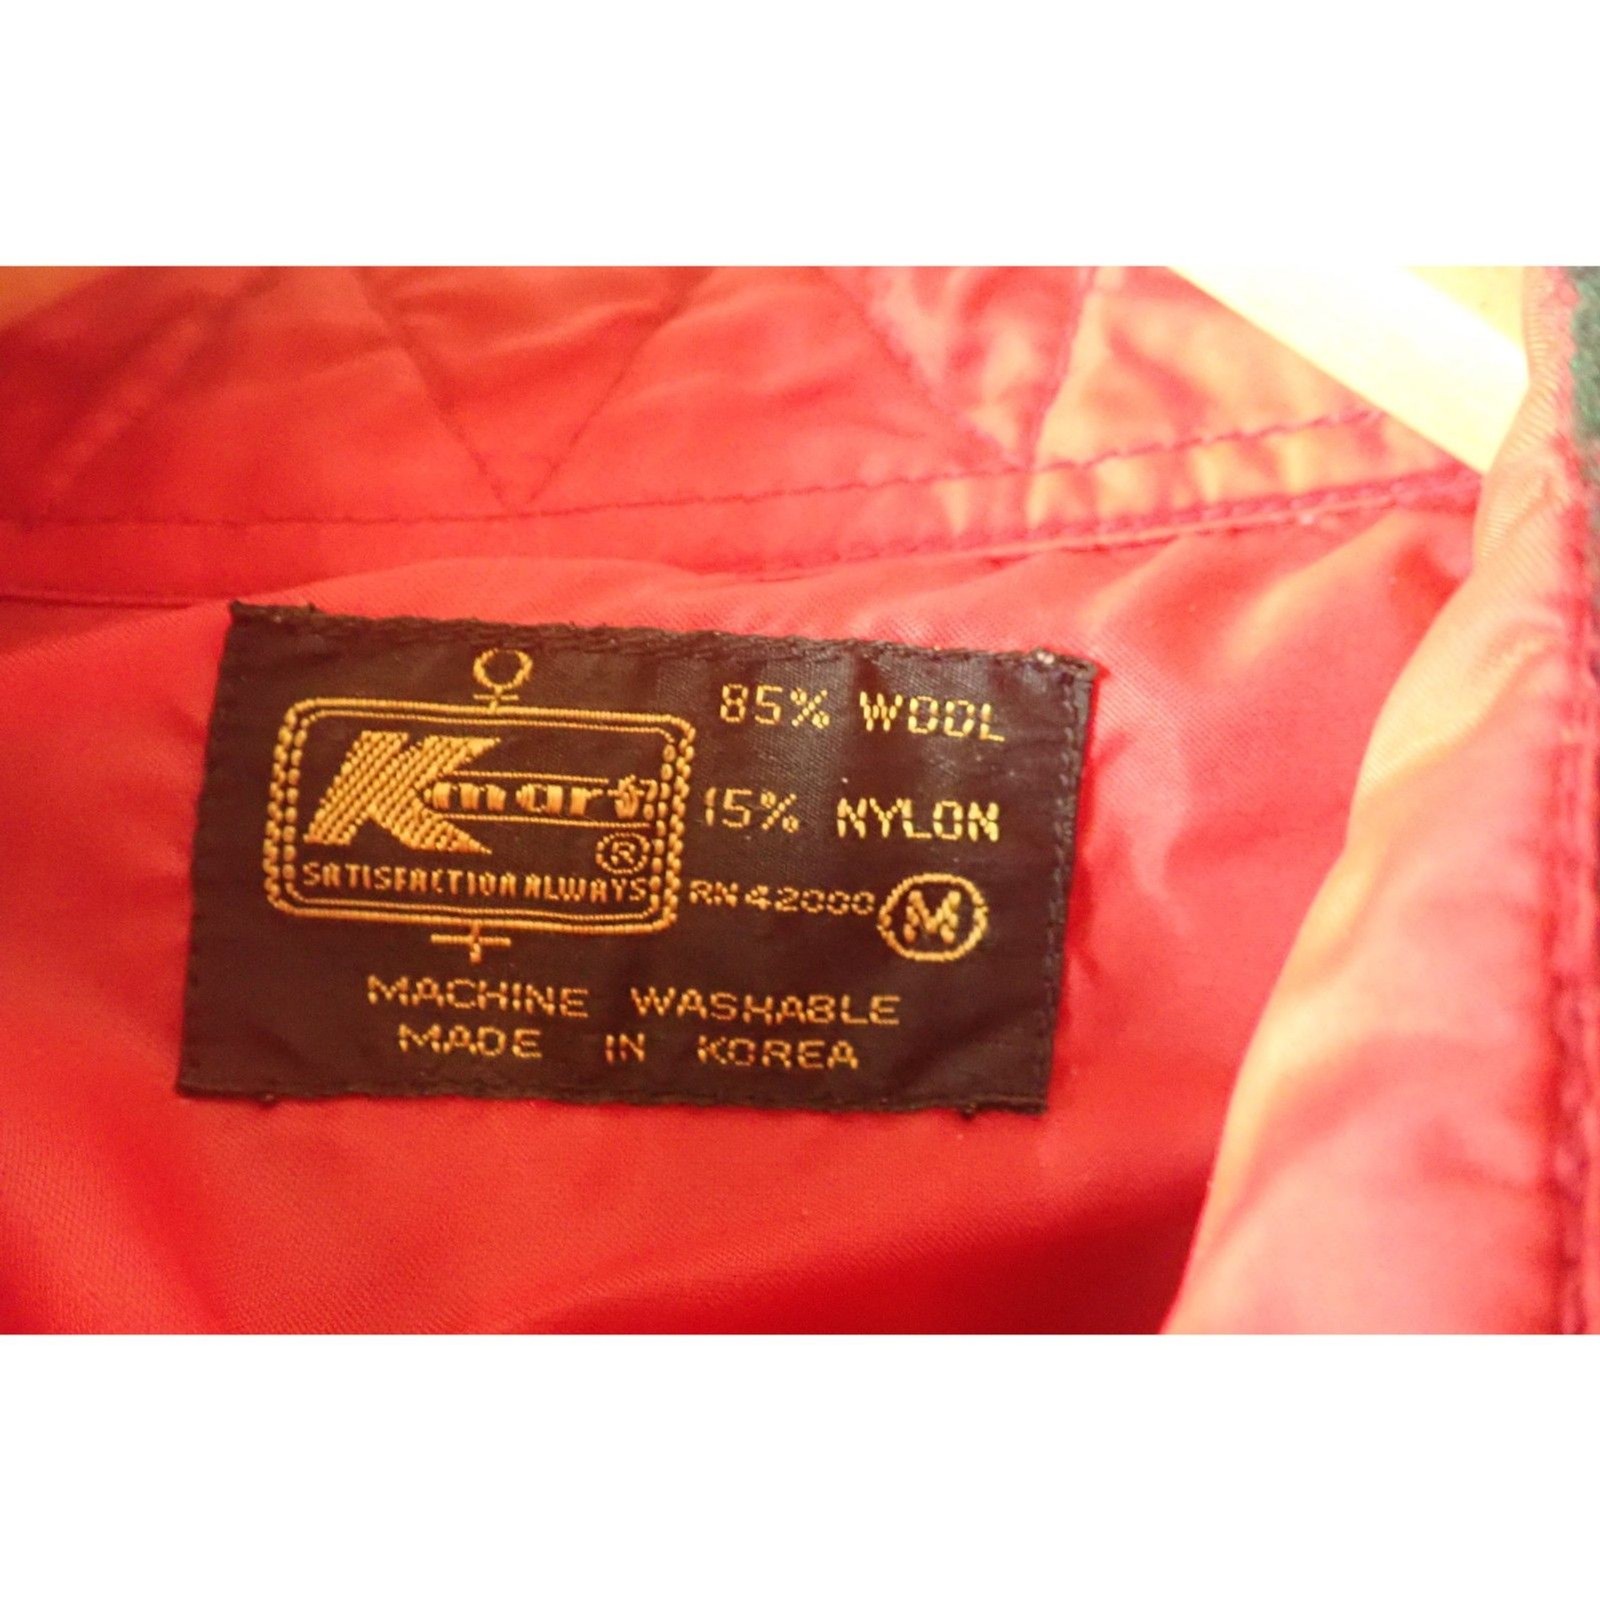 Kmart®
SATISFACTION ALWAYS
85% WOOL
15% NYLON
RN 42000 M
MACHINE WASHABLE
MADE IN KOREA